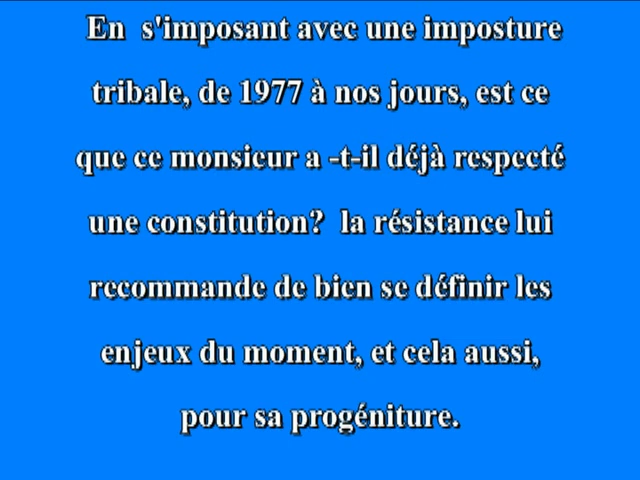 En  s'imposant avec une imposture
tribale, de 1977 à nos jours, est ce
que ce monsieur a -t-il déjà respecté
une constitution?  la résistance lui
recommande de bien se définir les
enjeux du moment, et cela aussi,
pour sa progéniture.